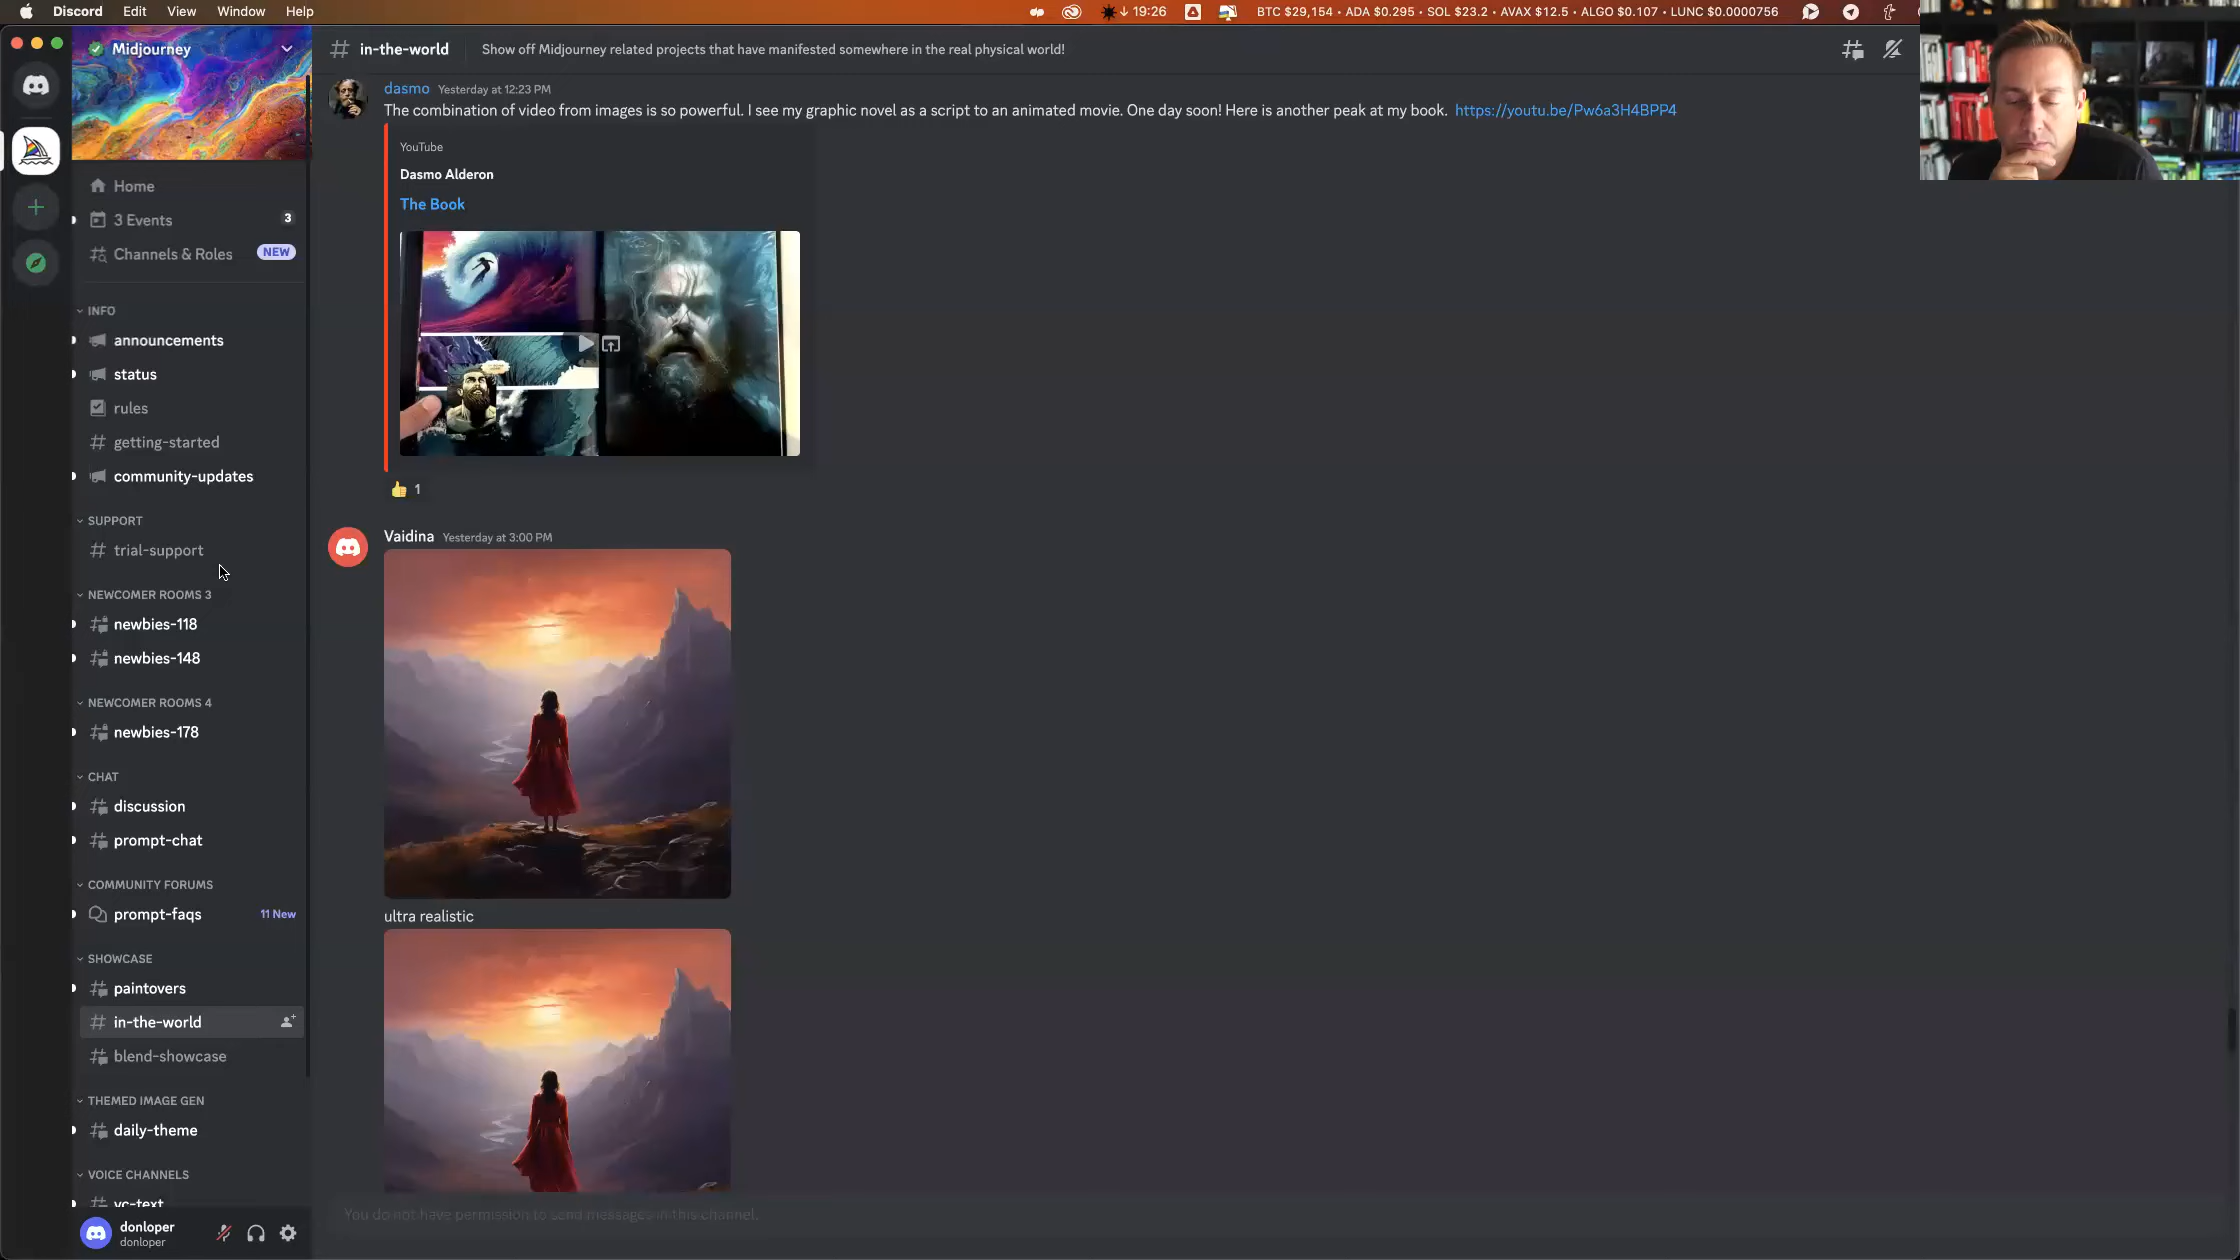 Discord Edit View Window Help
19:26
BTC $29,154 • ADA $0.295 • SOL $23.2 • AVAX $12.5 • ALGO $0.107 • LUNC $0.0000756
Midjourney
Home
3 Events 3
Channels & Roles NEW
INFO
announcements
status
rules
getting-started
community-updates
SUPPORT
trial-support
NEWCOMER ROOMS 3
newbies-118
newbies-148
NEWCOMER ROOMS 4
newbies-178
CHAT
discussion
prompt-chat
COMMUNITY FORUMS
prompt-faqs 11 New
SHOWCASE
paintovers
in-the-world
blend-showcase
THEMED IMAGE GEN
daily-theme
VOICE CHANNELS
vc-text
donloper
donloper
in-the-world Show off Midjourney related projects that have manifested somewhere in the real physical world!
dasmo Yesterday at 12:23 PM
The combination of video from images is so powerful. I see my graphic novel as a script to an animated movie. One day soon! Here is another peak at my book. https://youtu.be/Pw6a3H4BPP4
YouTube
Dasmo Alderon
The Book
1
Vaidina Yesterday at 3:00 PM
ultra realistic
You do not have permission to send messages in this channel.